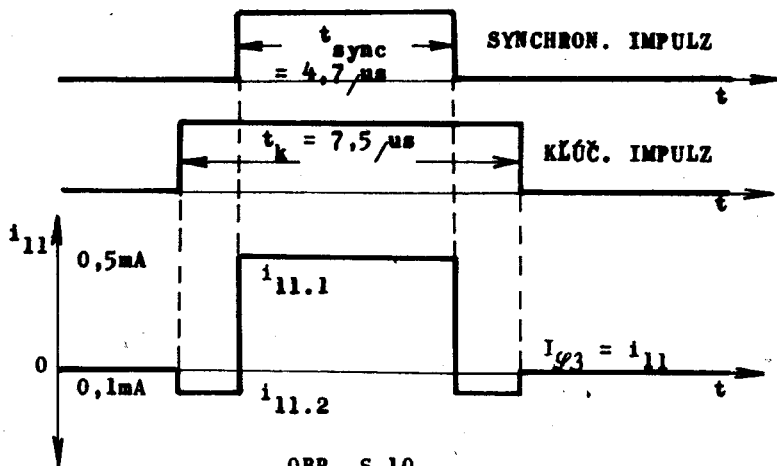 t sync
= 4,7/us
SYNCHRON. IMPULZ
t
t k = 7,5/us
KĽÚČ. IMPULZ
t
i 11
0,5mA
i 11.1
0
I φ3 = i 11
0,1mA
i 11.2
t
OBR. S 10